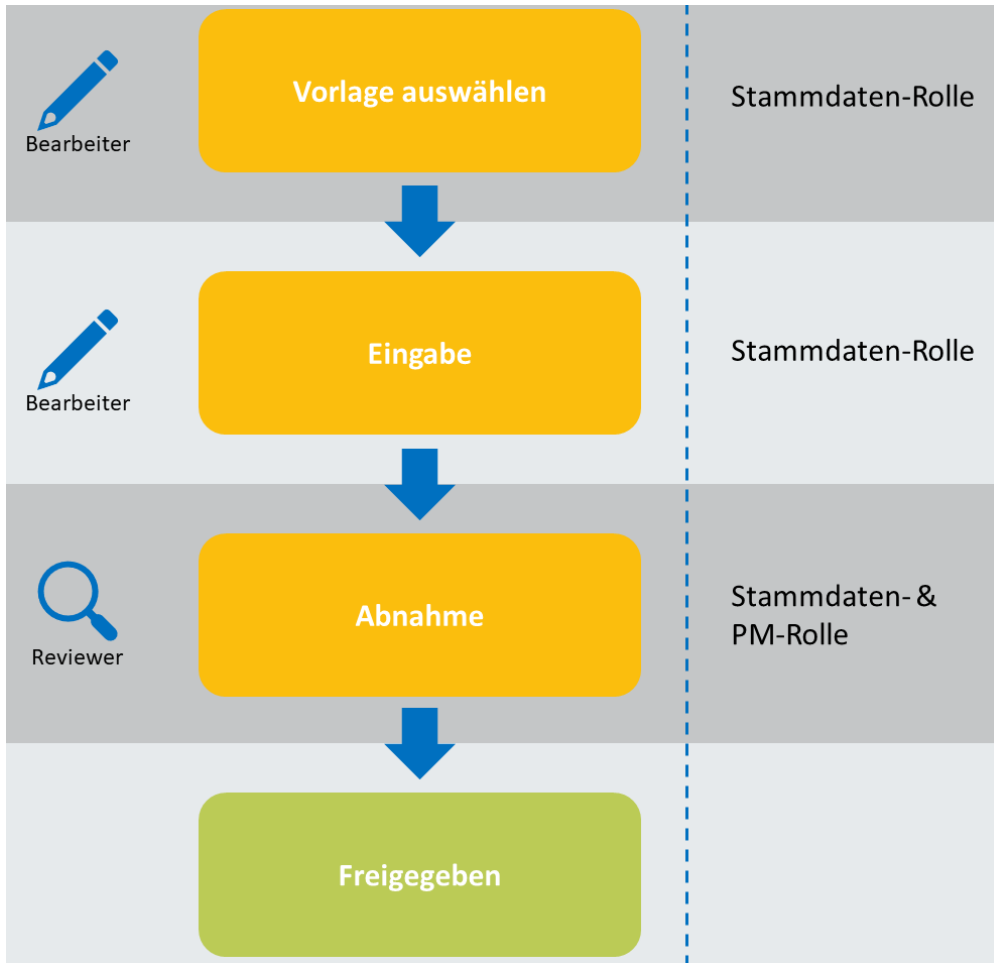 Vorlage auswählen
Bearbeiter
Stammdaten-Rolle
Eingabe
Bearbeiter
Stammdaten-Rolle
Abnahme
Reviewer
Stammdaten- &
PM-Rolle
Freigegeben